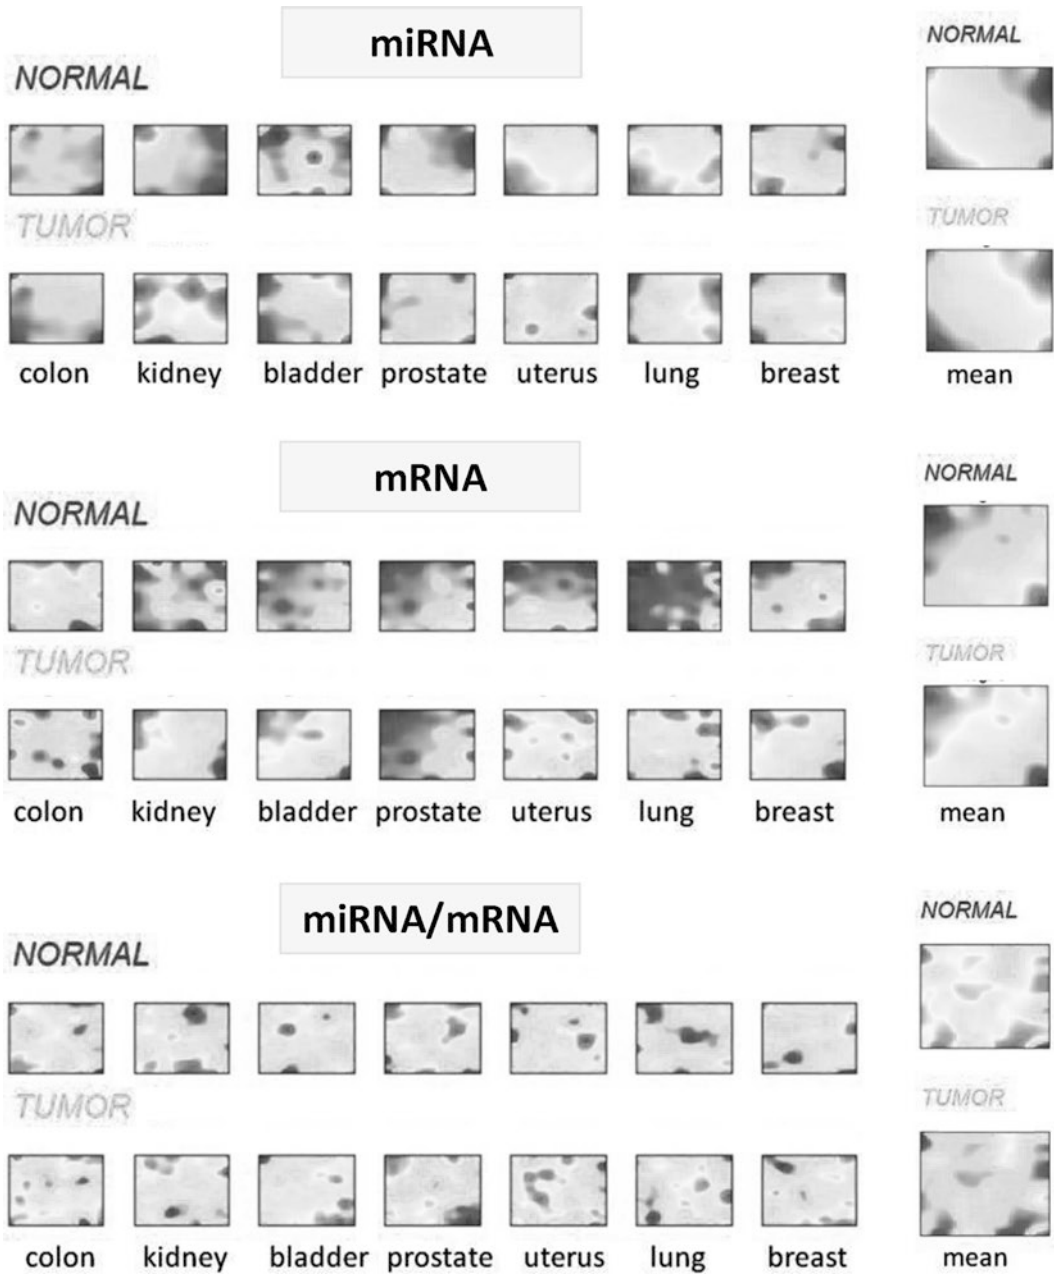 miRNA
NORMAL
NORMAL
TUMOR
TUMOR
colon kidney bladder prostate uterus lung breast mean
mRNA
NORMAL
NORMAL
TUMOR
TUMOR
colon kidney bladder prostate uterus lung breast mean
miRNA/mRNA
NORMAL
NORMAL
TUMOR
TUMOR
colon kidney bladder prostate uterus lung breast mean